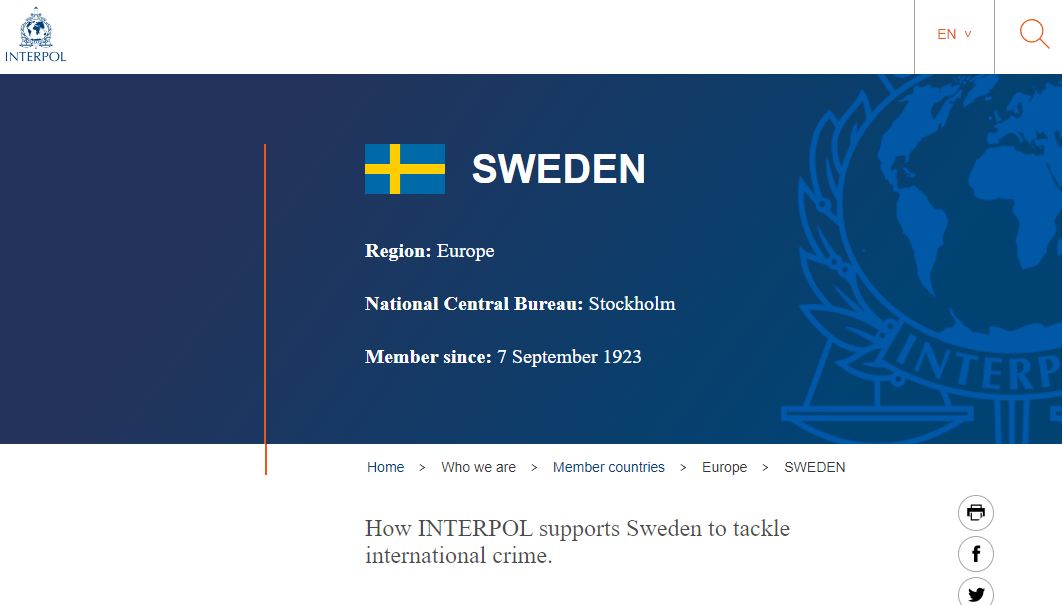 INTERPOL
EN
SWEDEN
Region: Europe
National Central Bureau: Stockholm
Member since: 7 September 1923
INTERP
Home > Who we are > Member countries > Europe > SWEDEN
How INTERPOL supports Sweden to tackle
international crime.